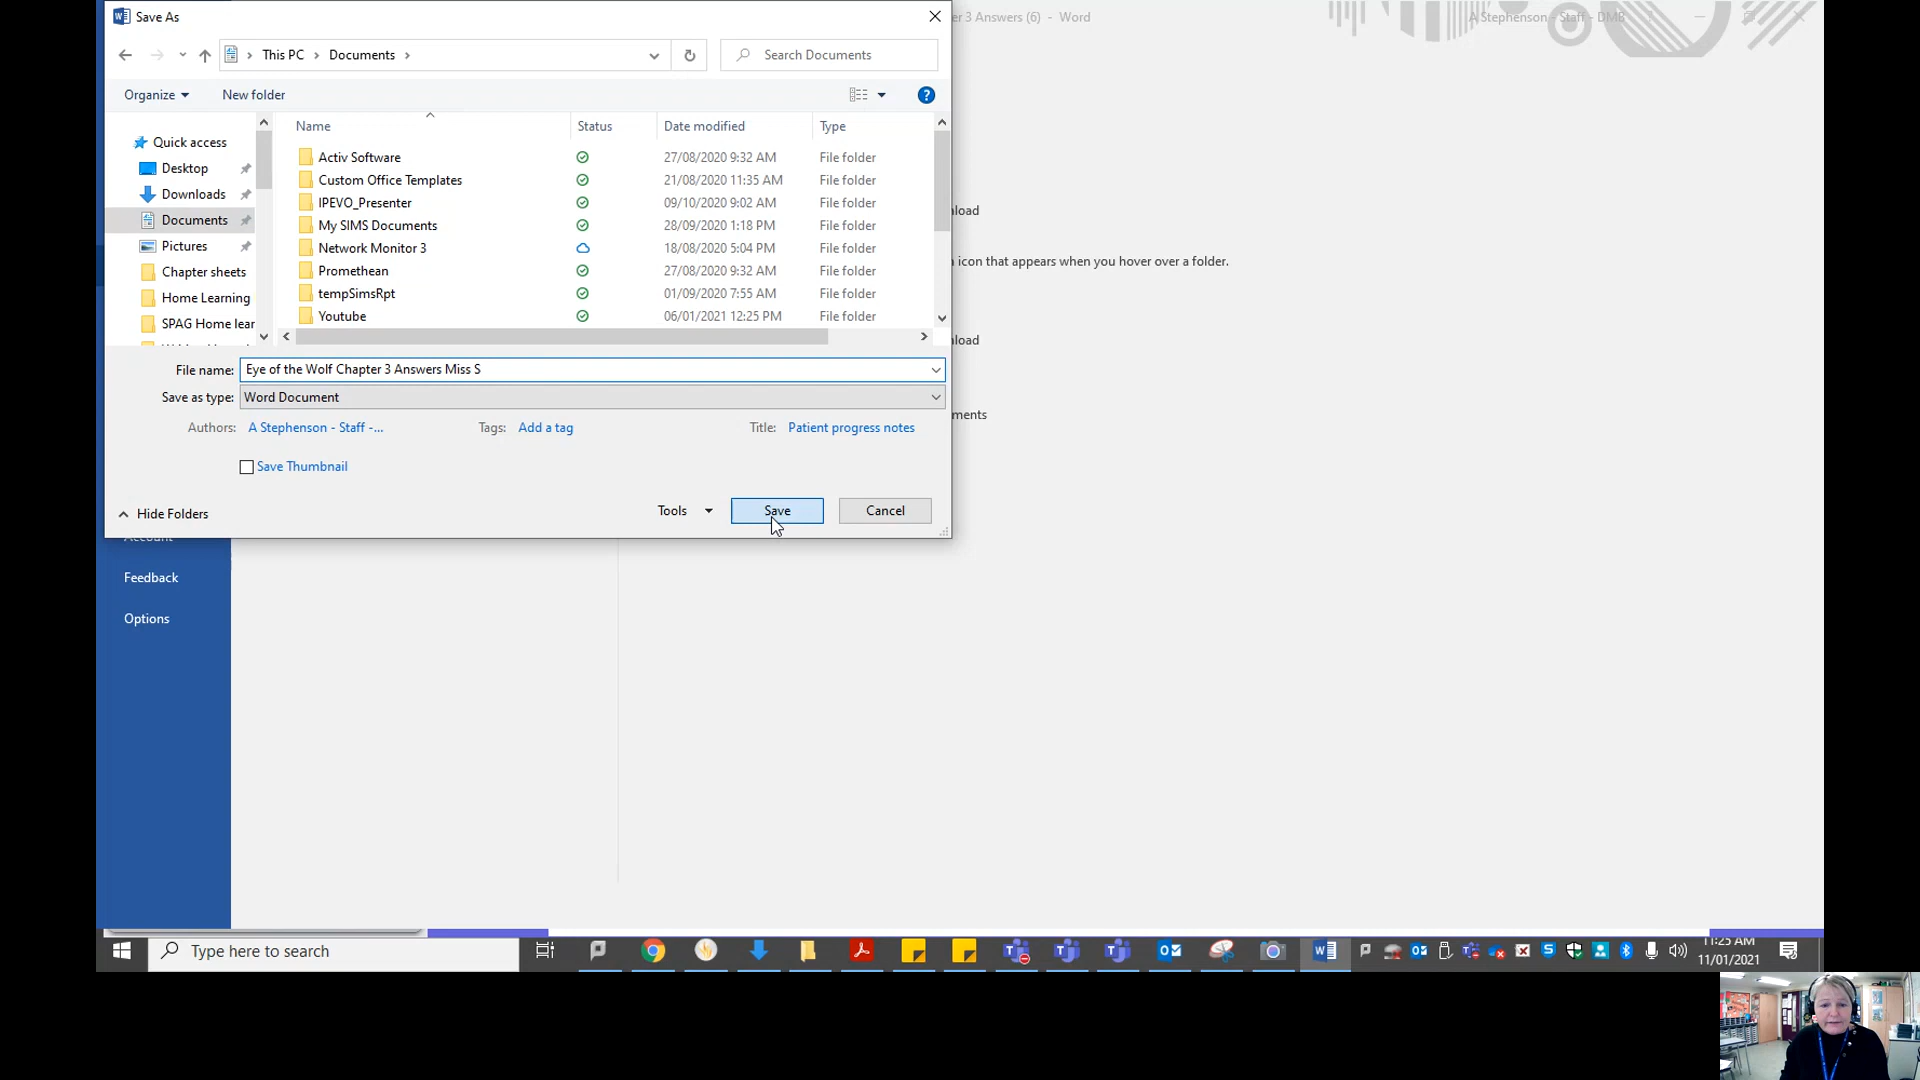 Save As
er 3 Answers (6) - Word
A Stephenson - Staff - DMB
This PC
Documents
Search Documents
Organize
New folder
Name
Status
Date modified
Type
Quick access
Desktop
Downloads
Documents
Pictures
Chapter sheets
Home Learning
SPAG Home lear
Activ Software 27/08/2020 9:32 AM File folder
Custom Office Templates 21/08/2020 11:35 AM File folder
IPEVO_Presenter 09/10/2020 9:02 AM File folder
My SIMS Documents 28/09/2020 1:18 PM File folder
Network Monitor 3 18/08/2020 5:04 PM File folder
Promethean 27/08/2020 9:32 AM File folder
tempSimsRpt 01/09/2020 7:55 AM File folder
Youtube 06/01/2021 12:25 PM File folder
load
icon that appears when you hover over a folder.
load
ments
File name: Eye of the Wolf Chapter 3 Answers Miss S
Save as type: Word Document
Authors: A Stephenson - Staff -...
Tags: Add a tag
Title: Patient progress notes
Save Thumbnail
Hide Folders
Tools
Save
Cancel
Account
Feedback
Options
Type here to search
11:25 AM
11/01/2021